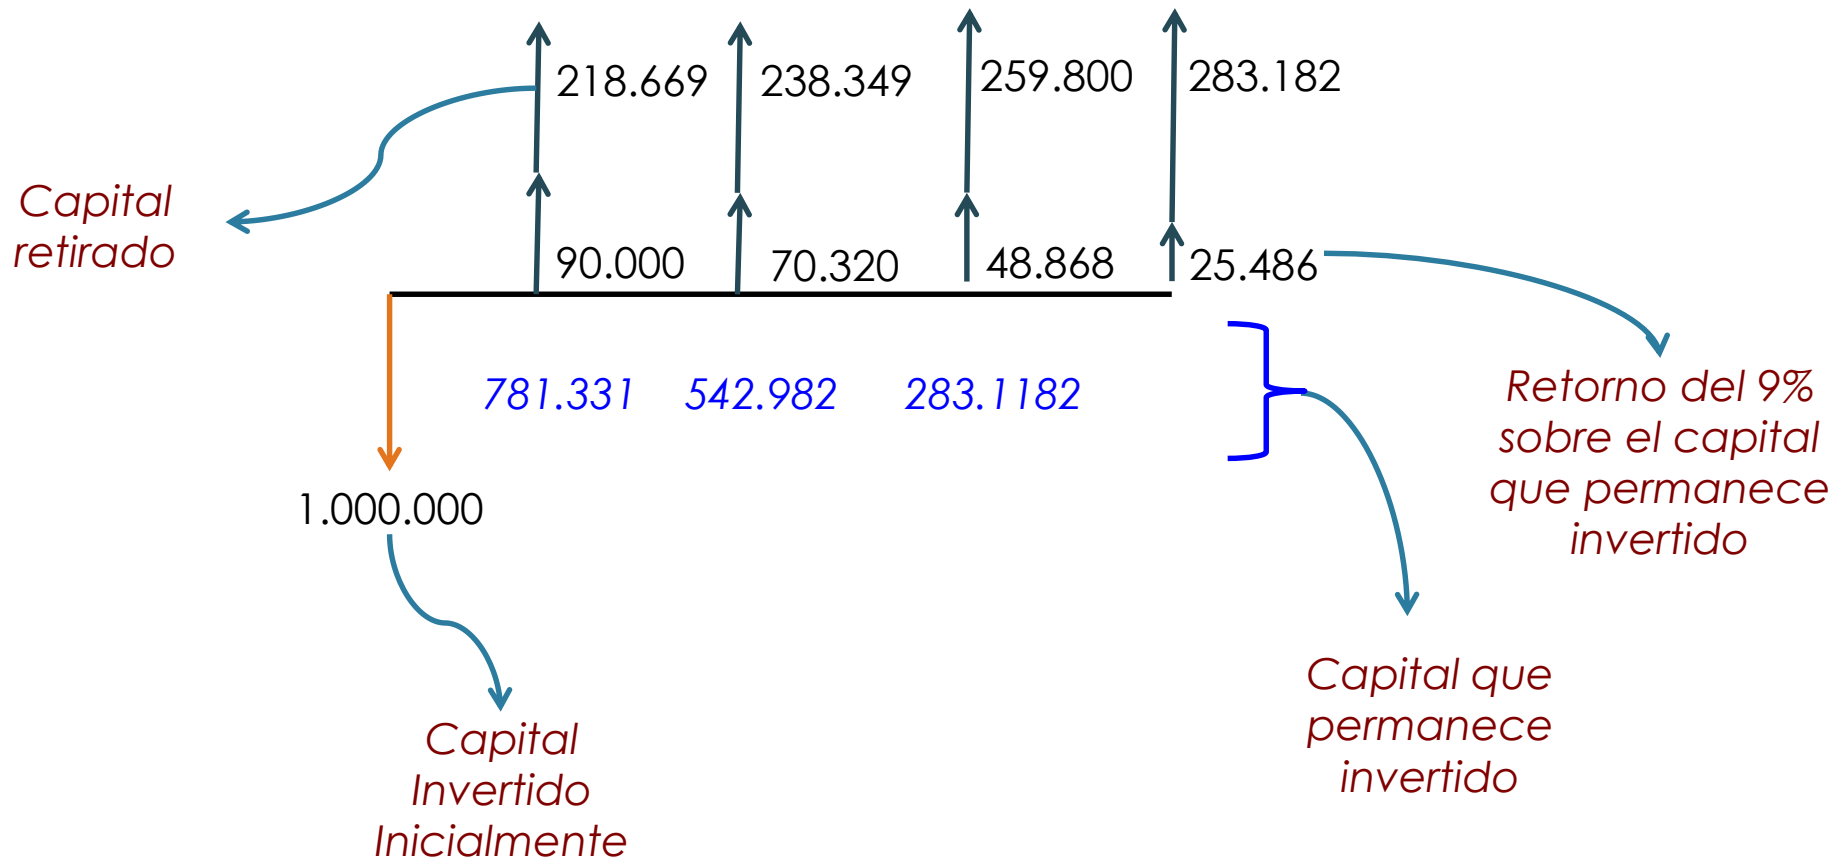 218.669 238.349 259.800 283.182
Capital
retirado
90.000 70.320 48.868 25.486
781.331 542.982 283.1182
Retorno del 9%
sobre el capital
que permanece
invertido
1.000.000
Capital que
permanece
invertido
Capital
Invertido
Inicialmente